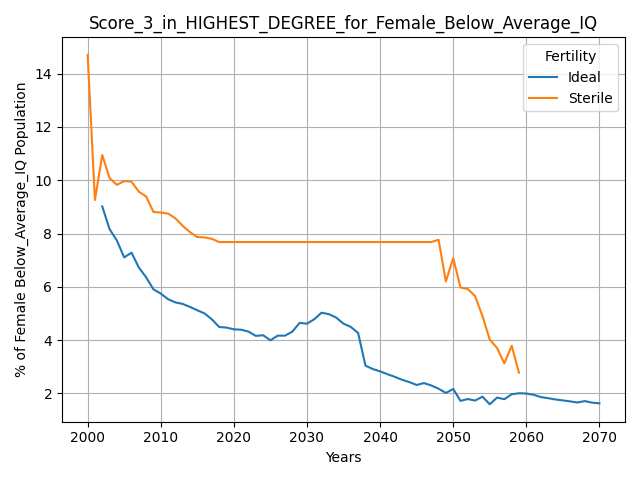 Score_3_in_HIGHEST_DEGREE_for_Female_Below_Average_IQ
% of Female Below_Average_IQ Population
14
12
10
8
6
4
2
Fertility
Ideal
Sterile
2000 2010 2020 2030 2040 2050 2060 2070
Years